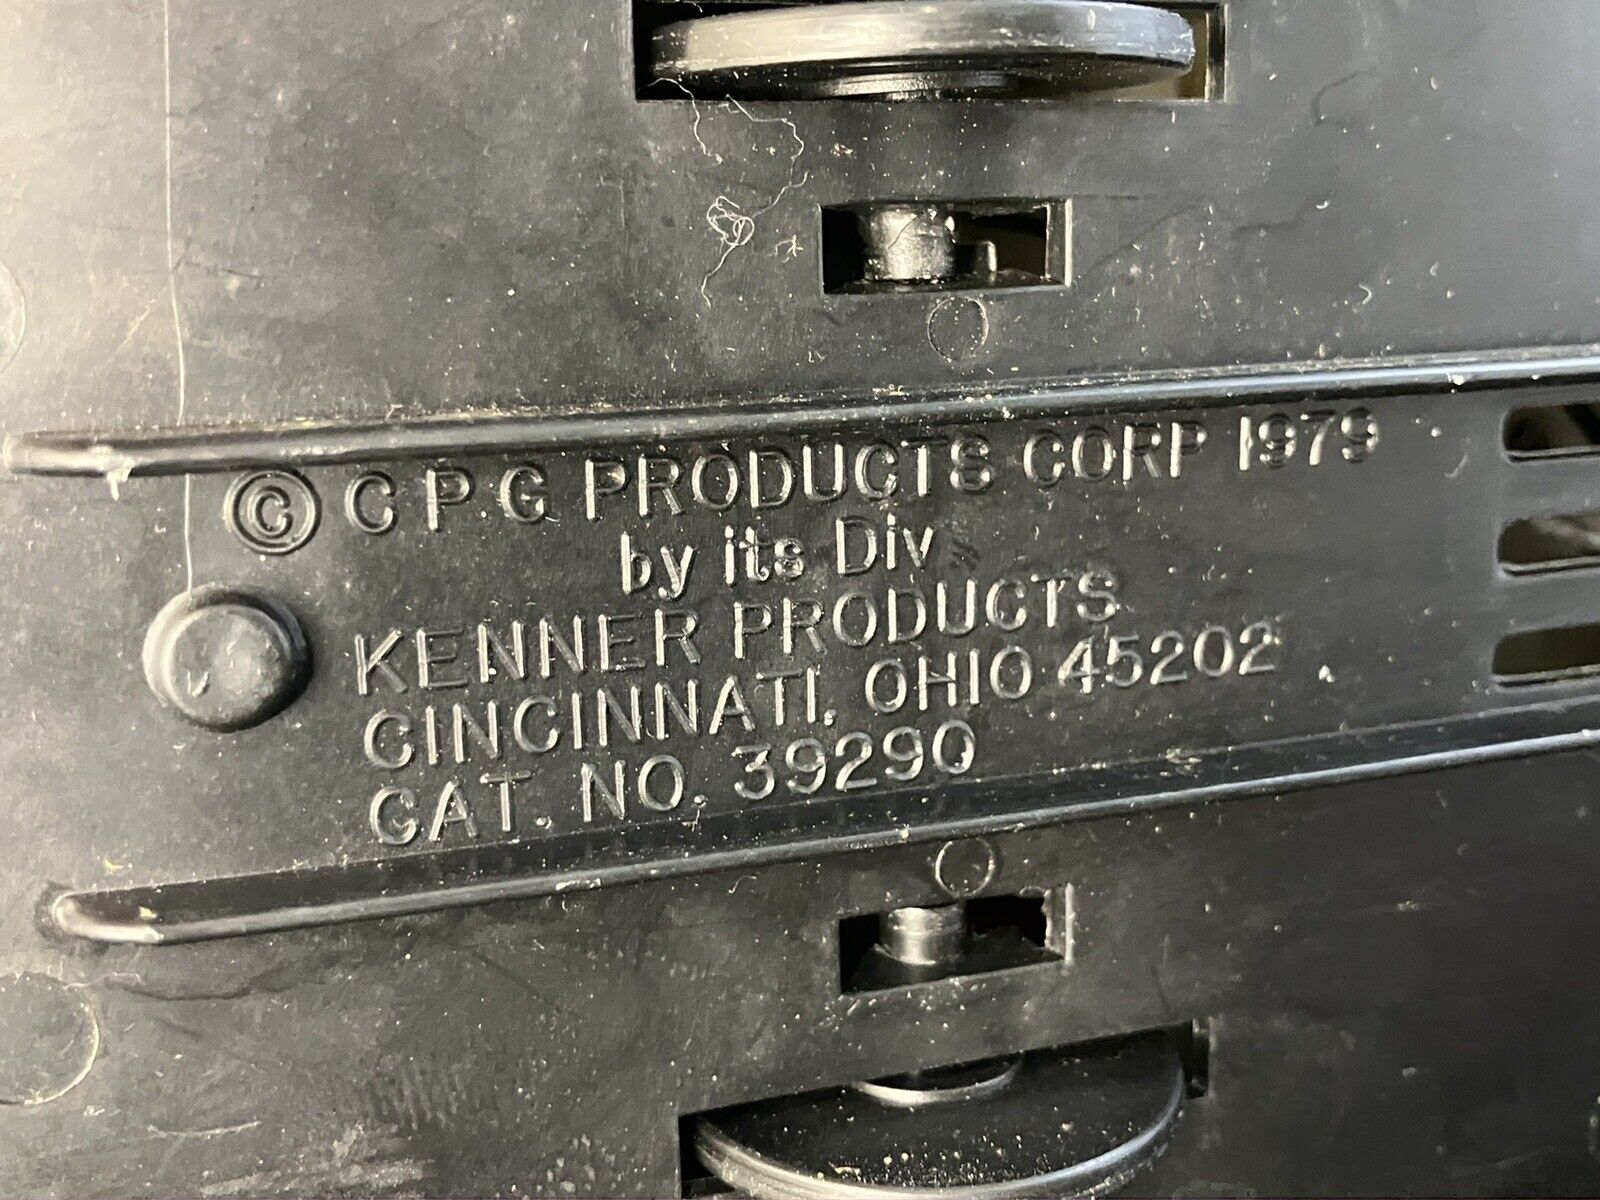 © C P G PRODUCTS CORP 1979
by its Div
KENNER PRODUCTS
CINCINNATI, OHIO 45202
CAT. NO. 39290